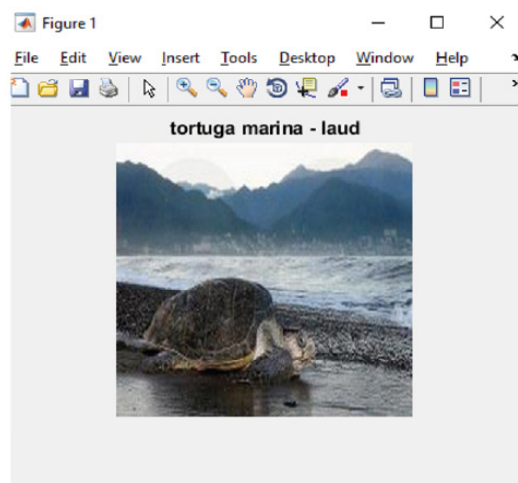 Figure 1
File Edit View Insert Tools Desktop Window Help
tortuga marina - laud